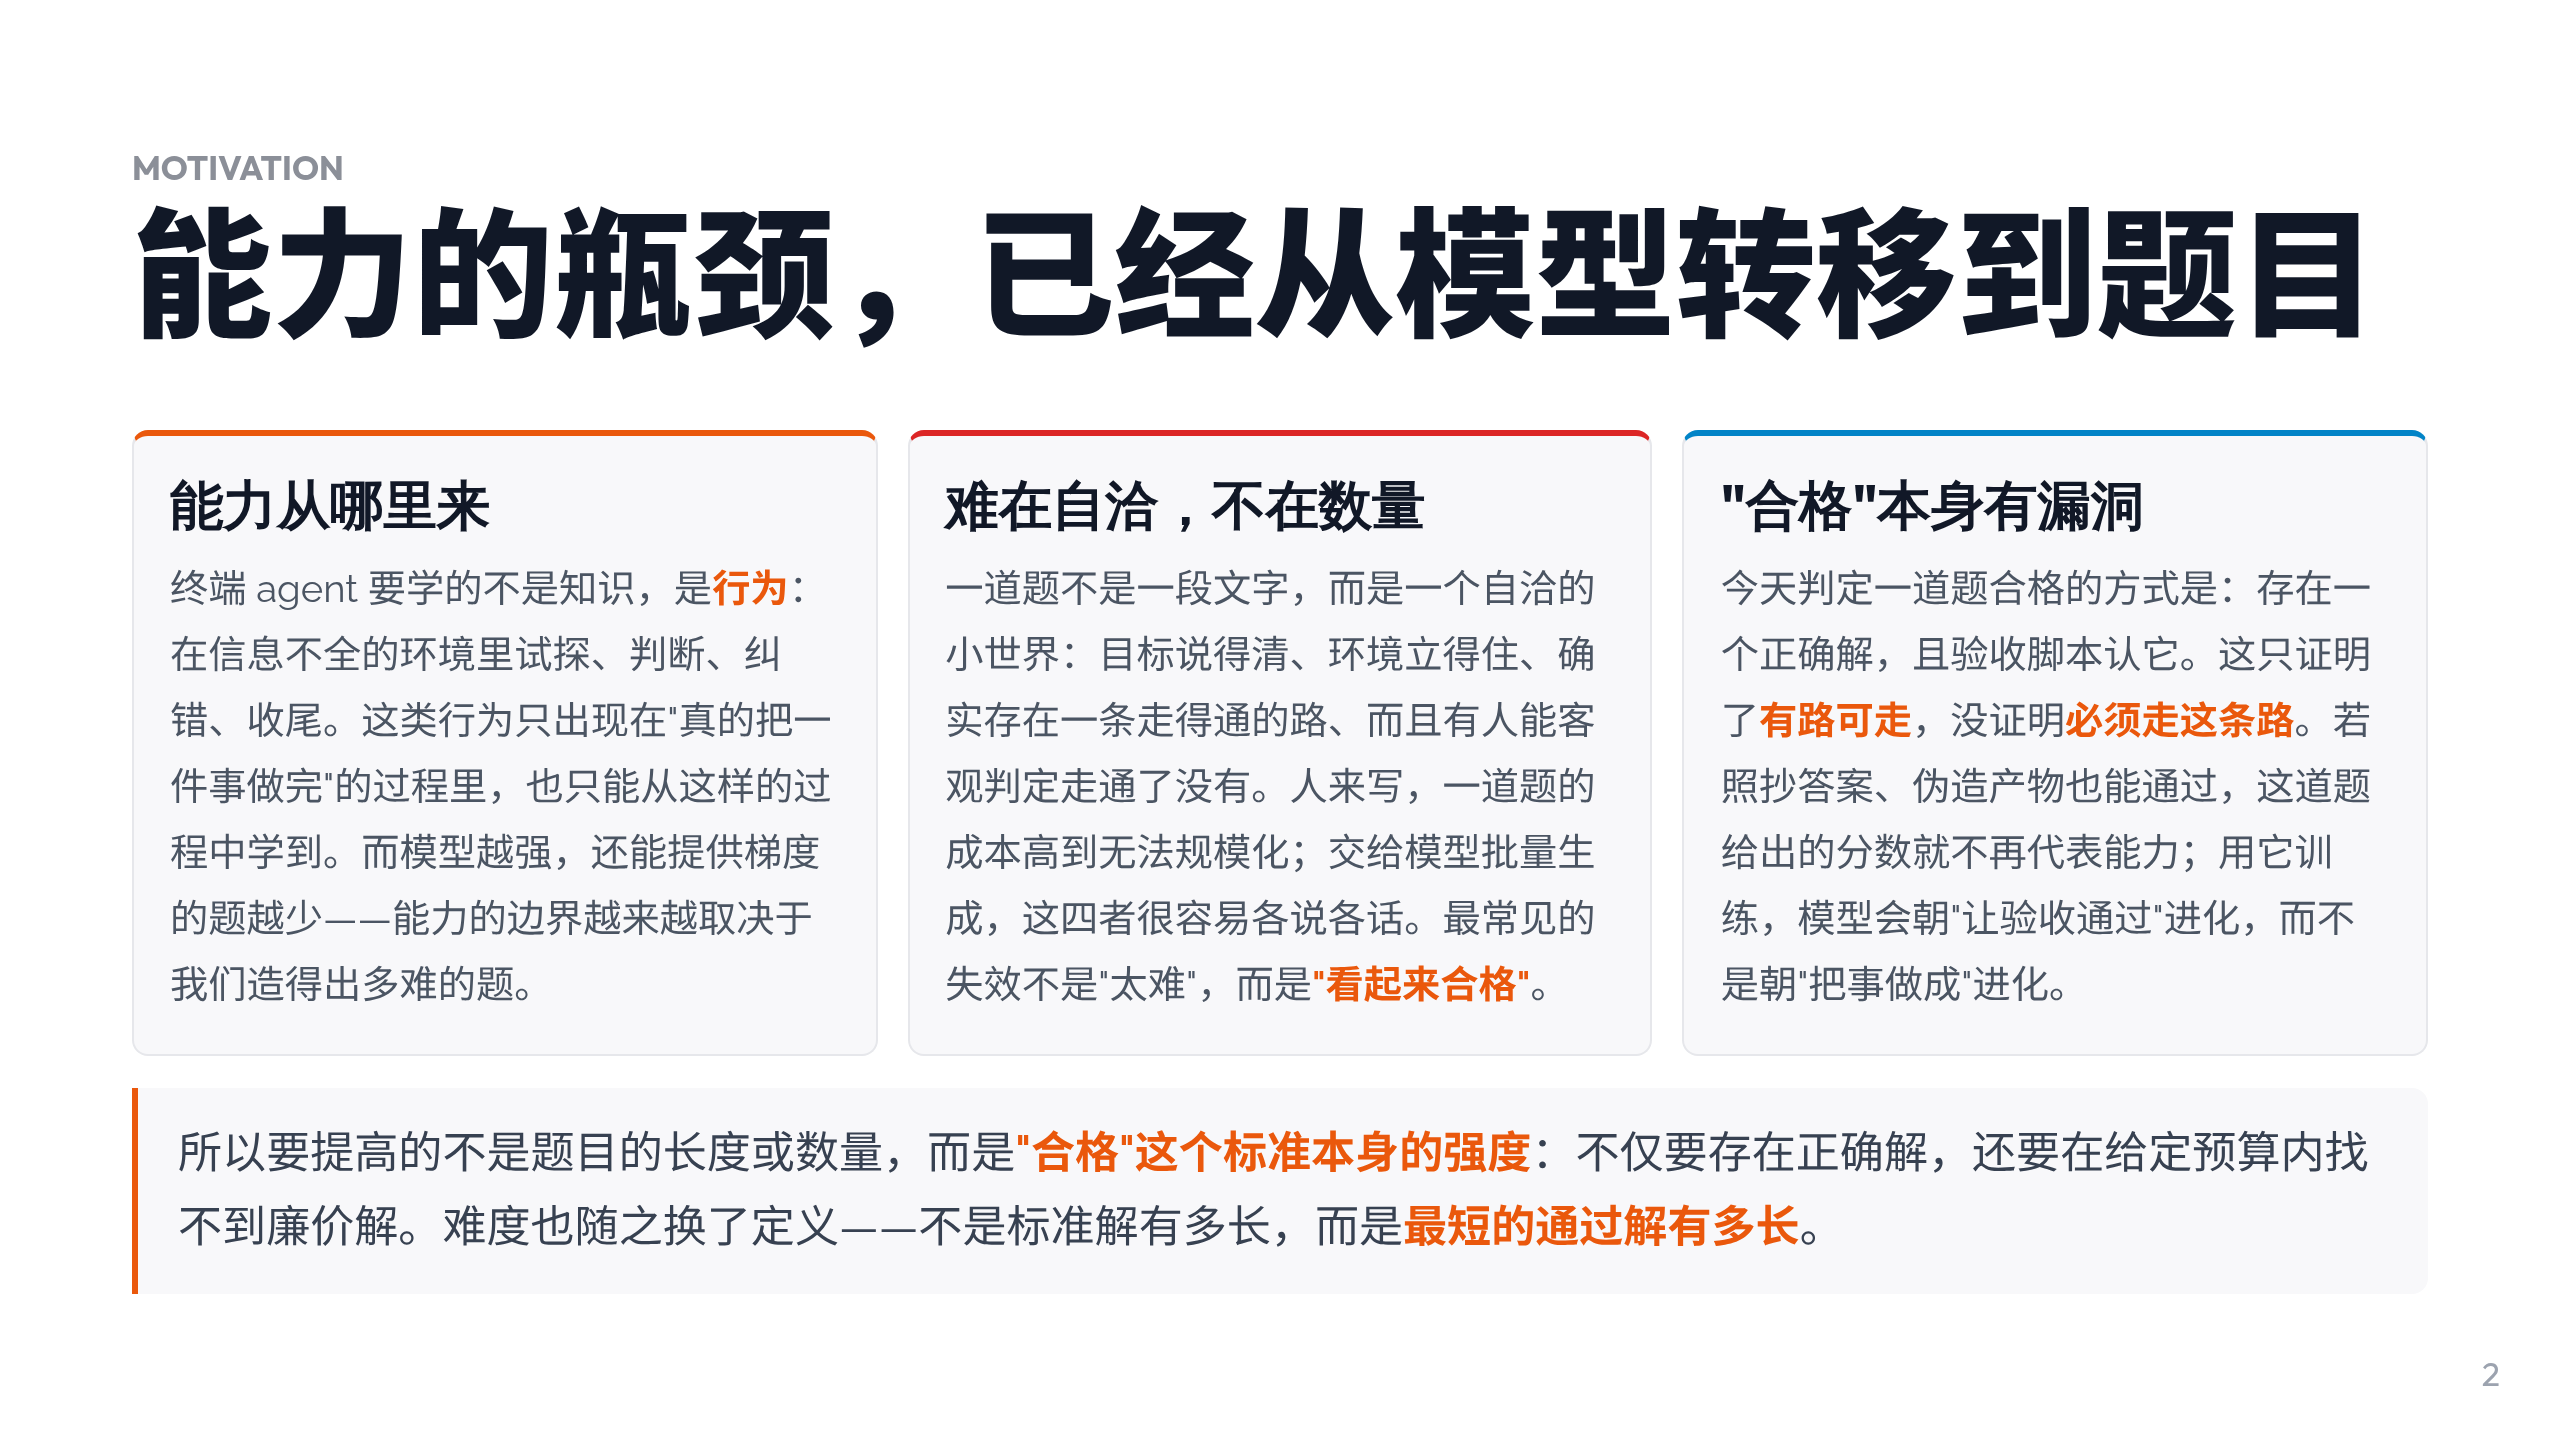 MOTIVATION
能力的瓶颈，已经从模型转移到题目
能力从哪里来
终端 agent 要学的不是知识，是行为：
在信息不全的环境里试探、判断、纠
错、收尾。这类行为只出现在"真的把一
件事做完"的过程里，也只能从这样的过
程中学到。而模型越强，还能提供梯度
的题越少——能力的边界越来越取决于
我们造得出多难的题。
难在自洽，不在数量
一道题不是一段文字，而是一个自洽的
小世界：目标说得清、环境立得住、确
实存在一条走得通的路、而且有人能客
观判定走通了没有。人来写，一道题的
成本高到无法规模化；交给模型批量生
成，这四者很容易各说各话。最常见的
失效不是"太难"，而是"看起来合格"。
"合格"本身有漏洞
今天判定一道题合格的方式是：存在一
个正确解，且验收脚本认它。这只证明
了有路可走，没证明必须走这条路。若
照抄答案、伪造产物也能通过，这道题
给出的分数就不再代表能力；用它训
练，模型会朝"让验收通过"进化，而不
是朝"把事做成"进化。
所以要提高的不是题目的长度或数量，而是"合格"这个标准本身的强度：不仅要存在正确解，还要在给定预算内找
不到廉价解。难度也随之换了定义——不是标准解有多长，而是最短的通过解有多长。
2